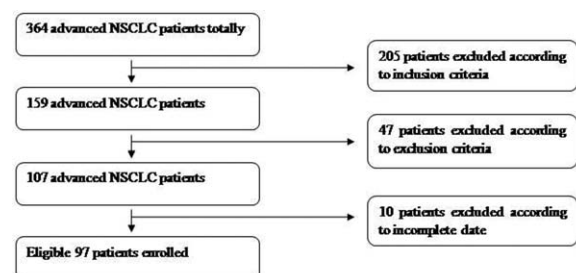 364 advanced NSCLC patients totally
205 patients excluded according
to inclusion criteria
159 advanced NSCLC patients
47 patients excluded according
to exclusion criteria
107 advanced NSCLC patients
10 patients excluded according
to incomplete date
Eligible 97 patients enrolled